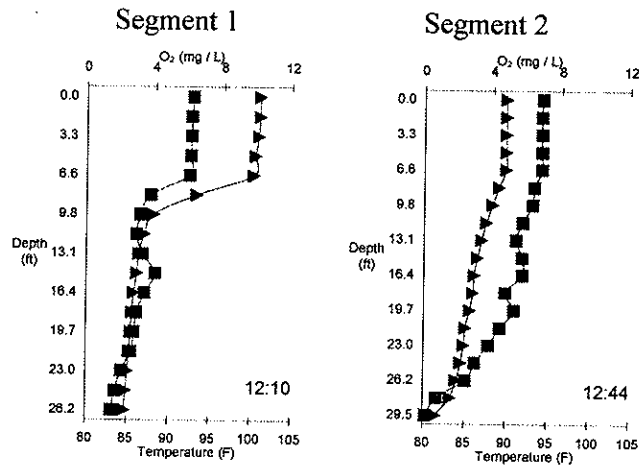 Segment 1
O₂ (mg / L)
0 4 8 12
0.0
3.3
6.6
9.8
Depth
(ft)
13.1
16.4
19.7
23.0
26.2
12:10
80 85 90 95 100 105
Temperature (F)
Segment 2
O₂ (mg / L)
0 4 8 12
0.0
3.3
6.6
9.8
Depth
(ft)
13.1
16.4
19.7
23.0
26.2
29.5
12:44
80 85 90 95 100 105
Temperature (F)